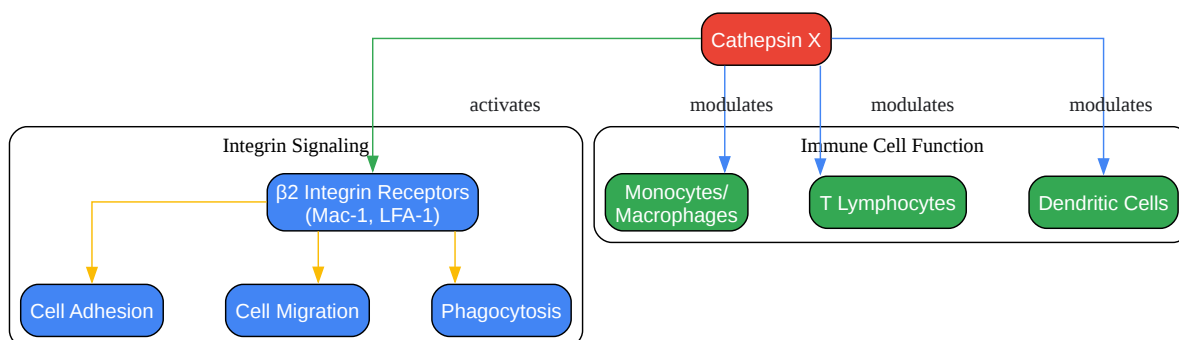 Cathepsin X
activates
modulates
modulates
modulates
Integrin Signaling
Immune Cell Function
β2 Integrin Receptors
(Mac-1, LFA-1)
Monocytes/
Macrophages
T Lymphocytes
Dendritic Cells
Cell Adhesion
Cell Migration
Phagocytosis